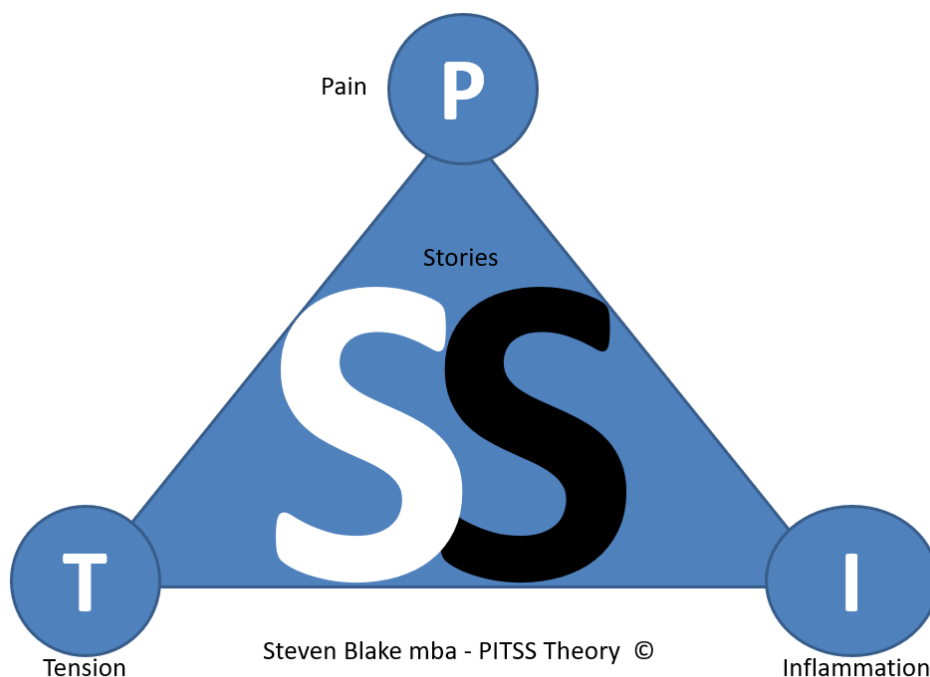 Pain
P
Stories
SS
T
I
Steven Blake mba - PITSS Theory ©
Tension
Inflammation